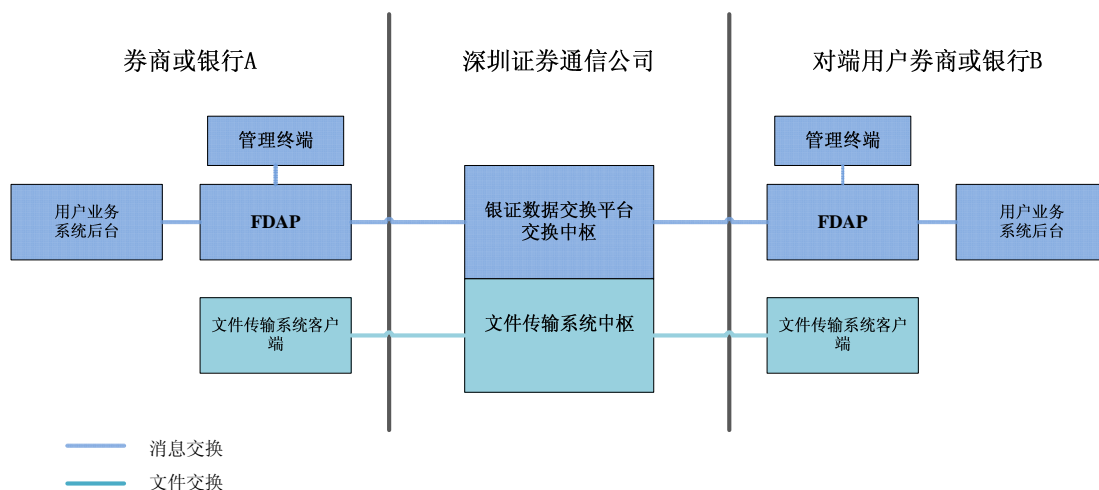 券商或银行A
深圳证券通信公司
对端用户券商或银行B
管理终端
管理终端
用户业务
系统后台
FDAP
银证数据交换平台
交换中枢
FDAP
用户业务
系统后台
文件传输系统客户
端
文件传输系统中枢
文件传输系统客户
端
消息交换
文件交换